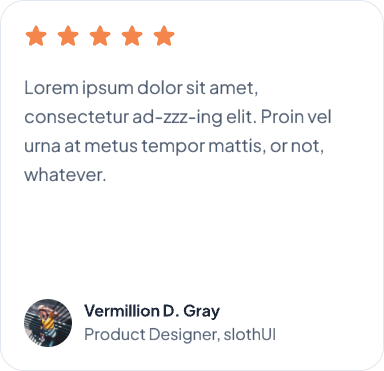 Lorem ipsum dolor sit amet,
consectetur ad-zzz-ing elit. Proin vel
urna at metus tempor mattis, or not,
whatever.
Vermillion D. Gray
Product Designer, slothUI